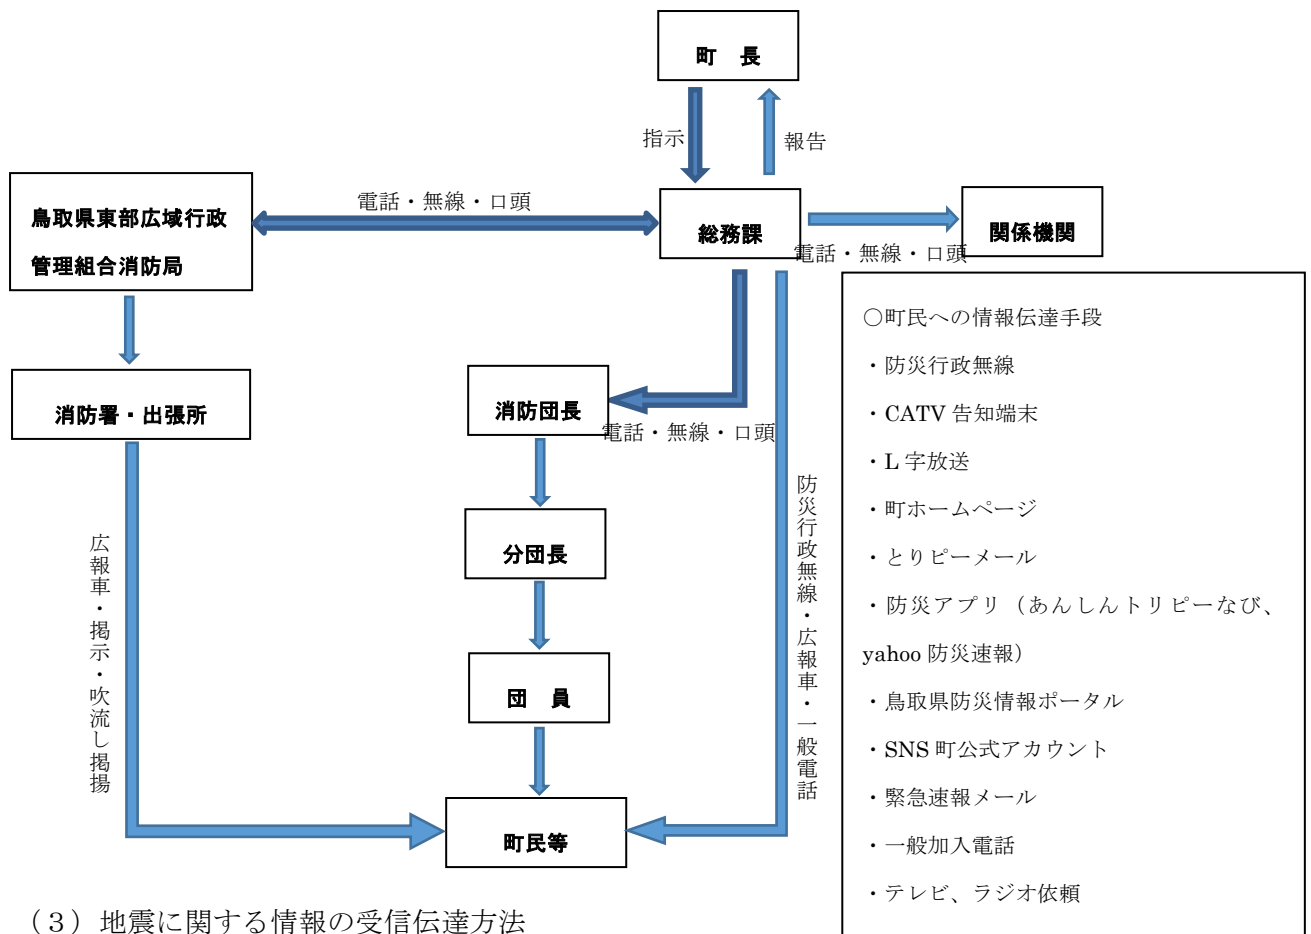 町　長
指示
報告
鳥取県東部広域行政
管理組合消防局
電話・無線・口頭
総務課
関係機関
電話・無線・口頭
消防署・出張所
消防団長
電話・無線・口頭
分団長
団　員
広報車・掲示・吹流し掲揚
防災行政無線・広報車・一般電話
町民等
○町民への情報伝達手段
・防災行政無線
・CATV 告知端末
・L 字放送
・町ホームページ
・とりピーメール
・防災アプリ（あんしんトリピーなび、
yahoo 防災速報）
・鳥取県防災情報ポータル
・SNS 町公式アカウント
・緊急速報メール
・一般加入電話
・テレビ、ラジオ依頼
（３）地震に関する情報の受信伝達方法